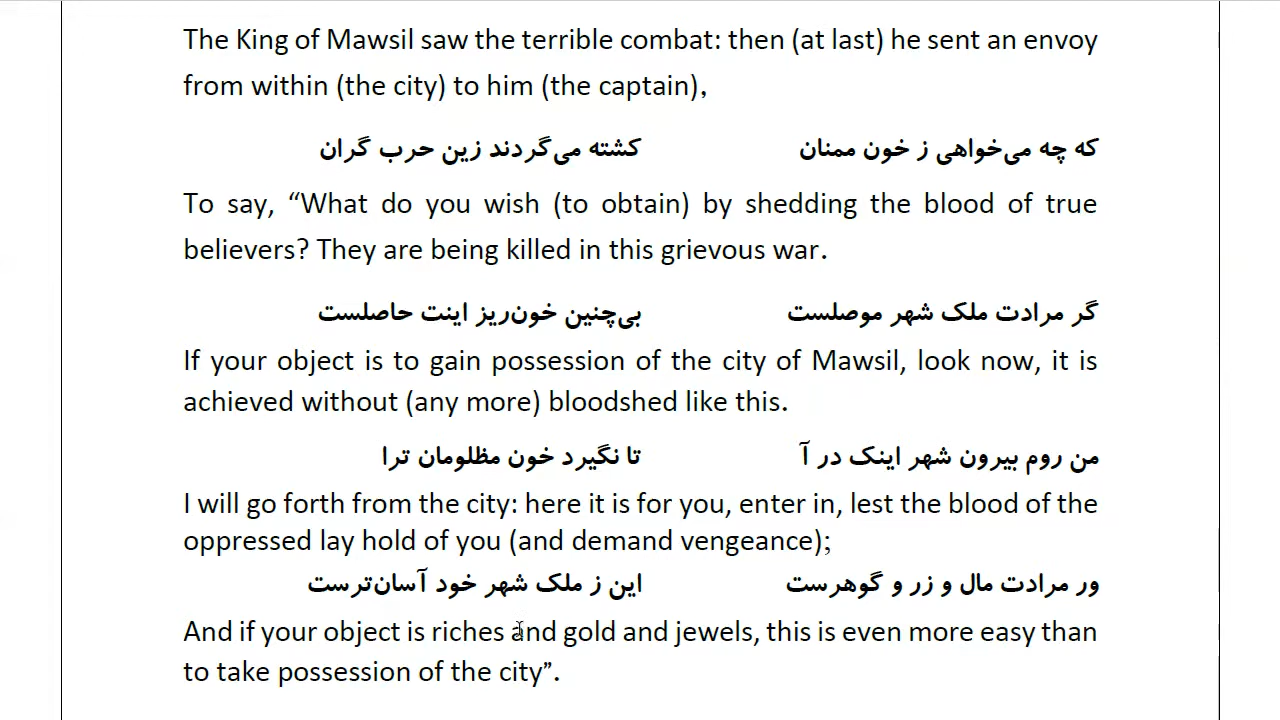 The King of Mawsil saw the terrible combat: then (at last) he sent an envoy
from within (the city) to him (the captain),
که چه می‌خواهی ز خون ممنان کشته می‌گردند زین حرب گران
To say, “What do you wish (to obtain) by shedding the blood of true
believers? They are being killed in this grievous war.
گر مرادت ملک شهر موصلست بی‌چنین خون‌ریز اینت حاصلست
If your object is to gain possession of the city of Mawsil, look now, it is
achieved without (any more) bloodshed like this.
من روم بیرون شهر اینک در آ تا نگیرد خون مظلومان ترا
I will go forth from the city: here it is for you, enter in, lest the blood of the
oppressed lay hold of you (and demand vengeance);
ور مرادت مال و زر و گوهرست این ز ملک شهر خود آسان‌ترست
And if your object is riches and gold and jewels, this is even more easy than
to take possession of the city”.